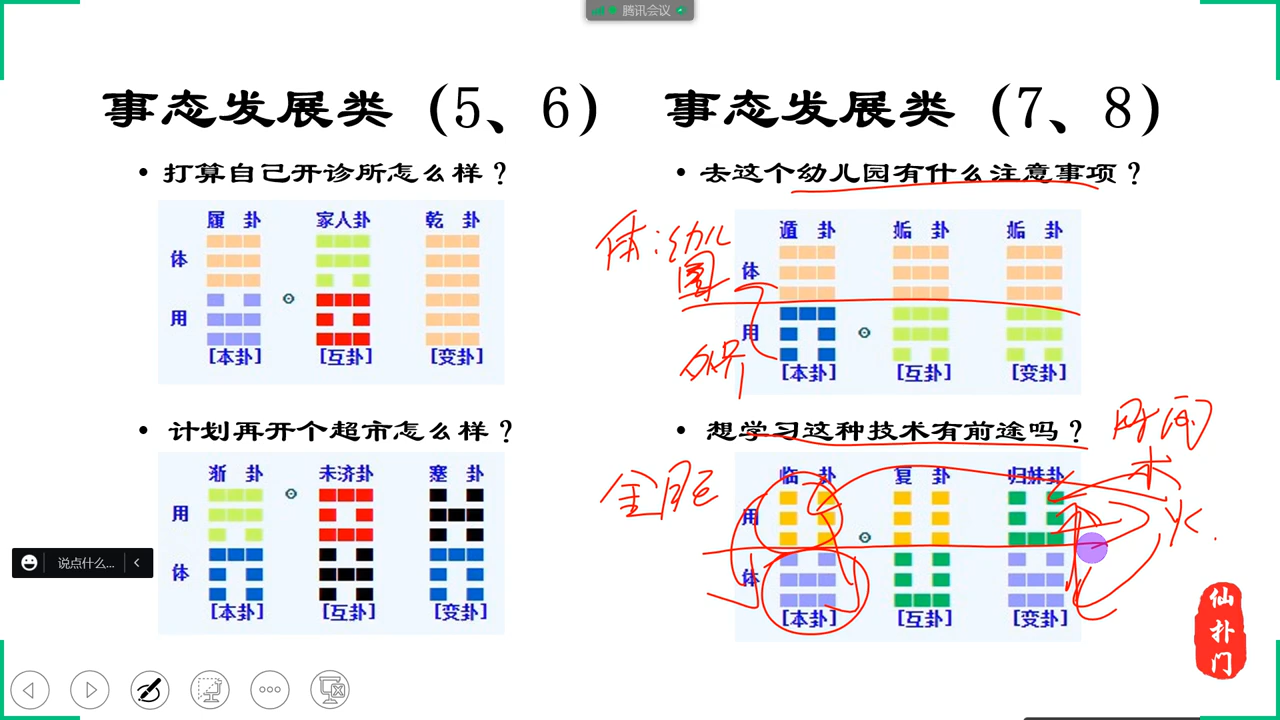 腾讯会议
事态发展类（5、6）
事态发展类（7、8）
• 打算自己开诊所怎么样？
履 卦 家人卦 乾 卦
体
用
[本卦] [互卦] [变卦]
• 去这个幼儿园有什么注意事项？
体：幼儿
园
遁 卦 姤 卦 姤 卦
体
用
[本卦] [互卦] [变卦]
• 计划再开个超市怎么样？
渐 卦 未济卦 蹇 卦
用
体
[本卦] [互卦] [变卦]
• 想学习这种技术有前途吗？
时间
木
火
临 卦 复 卦 归妹卦
用
体
[本卦] [互卦] [变卦]
说点什么...
仙
扑
门